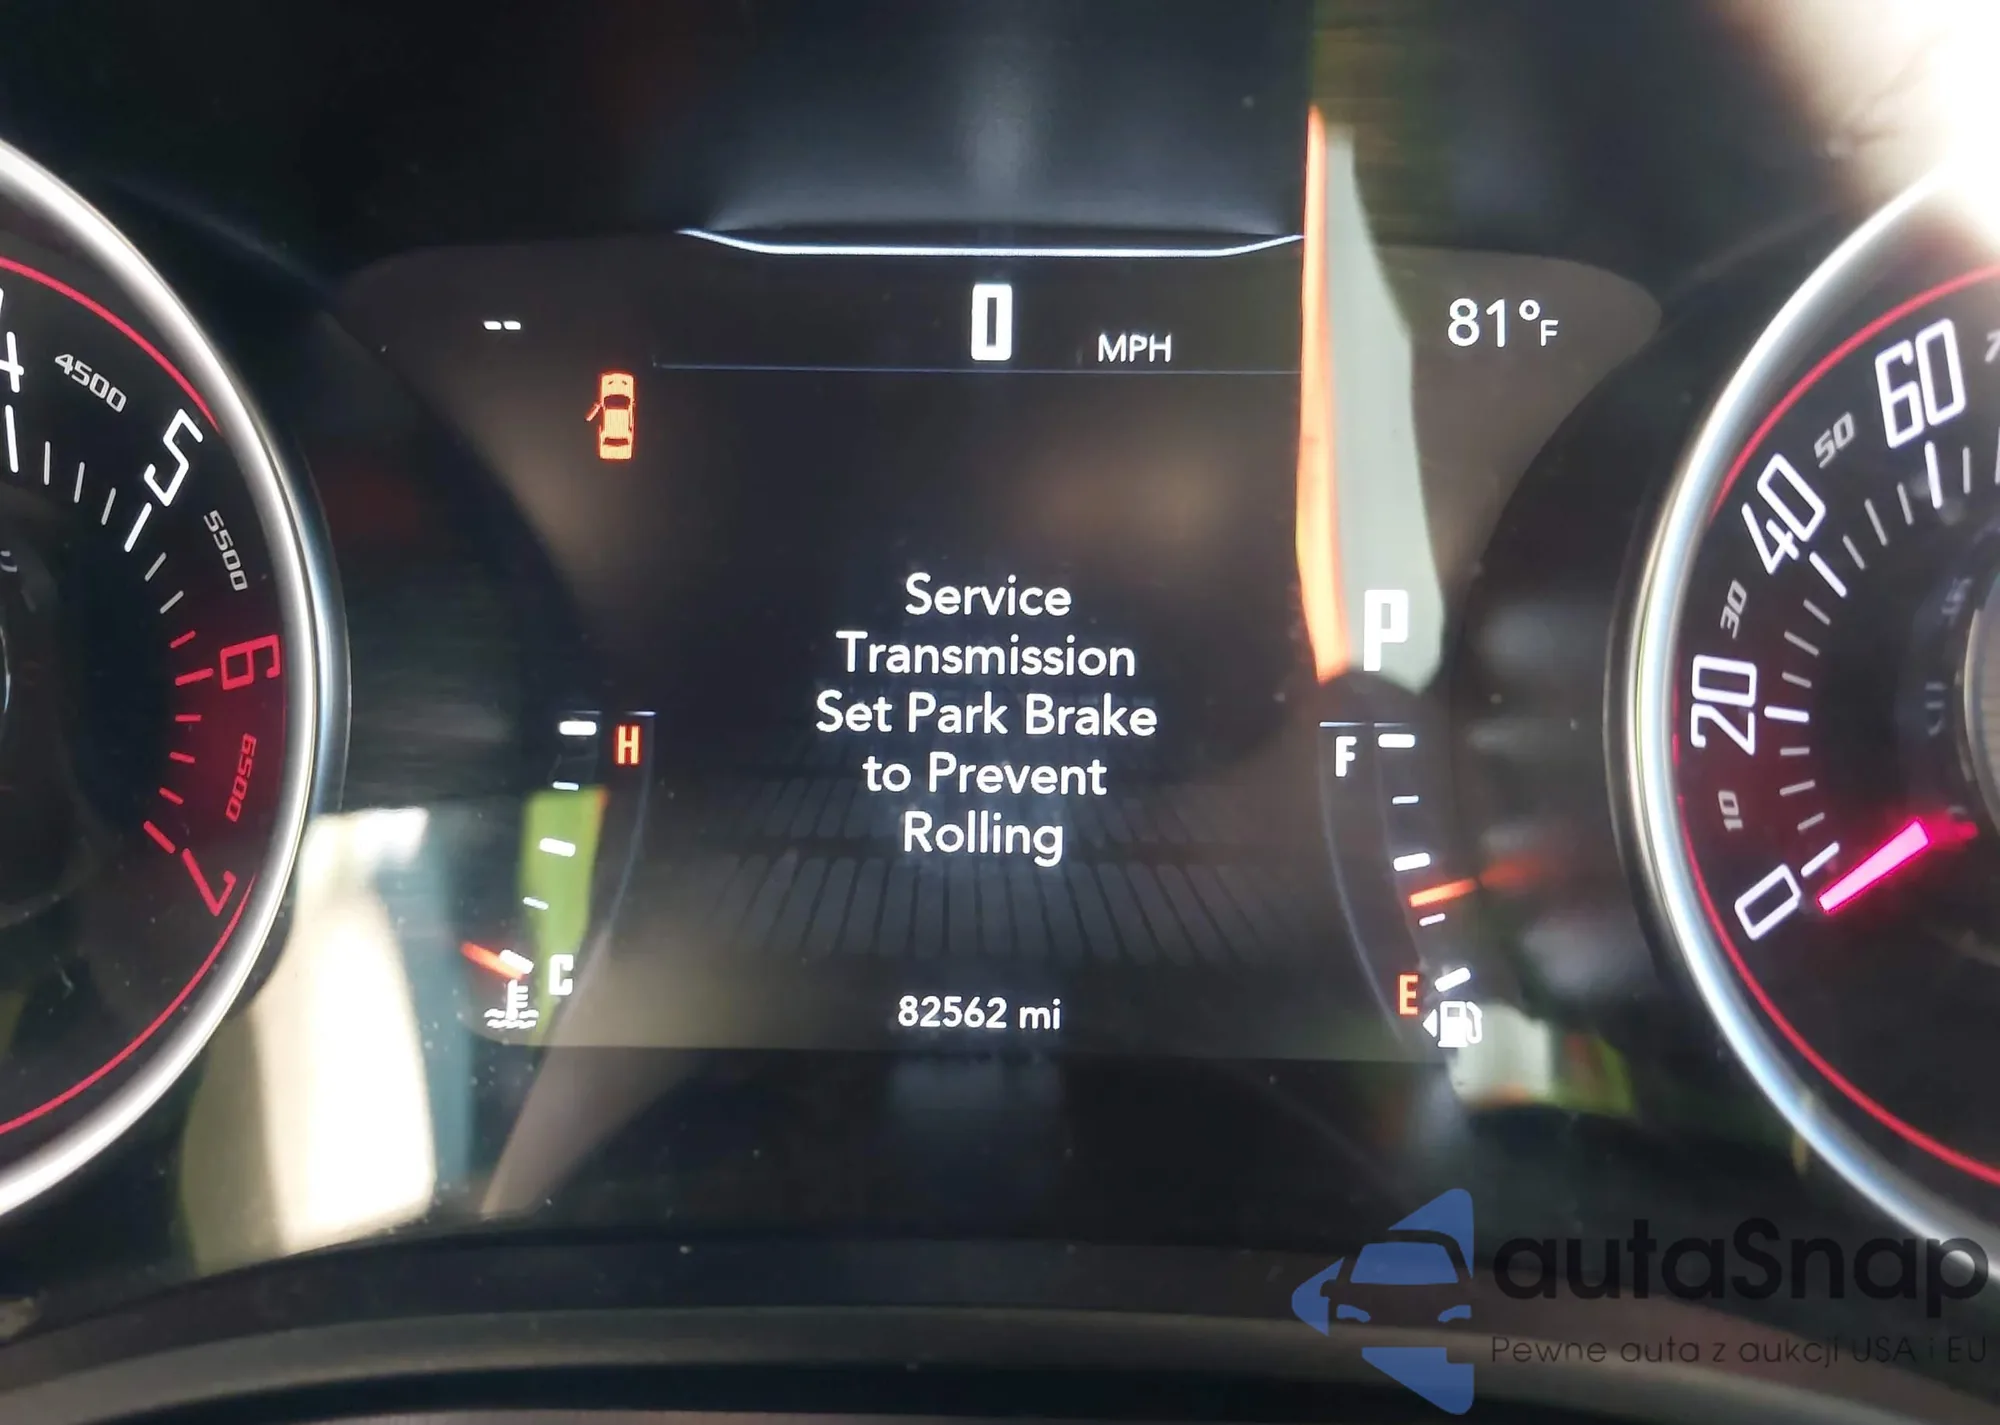 4
4500
5
5500
6
6500
7
--
0 MPH
81°F
Service
Transmission
Set Park Brake
to Prevent
Rolling
P
H
C
F
E
82562 mi
0
10
20
30
40
50
60
autaSnap
Pewne auta z aukcji USA i EU